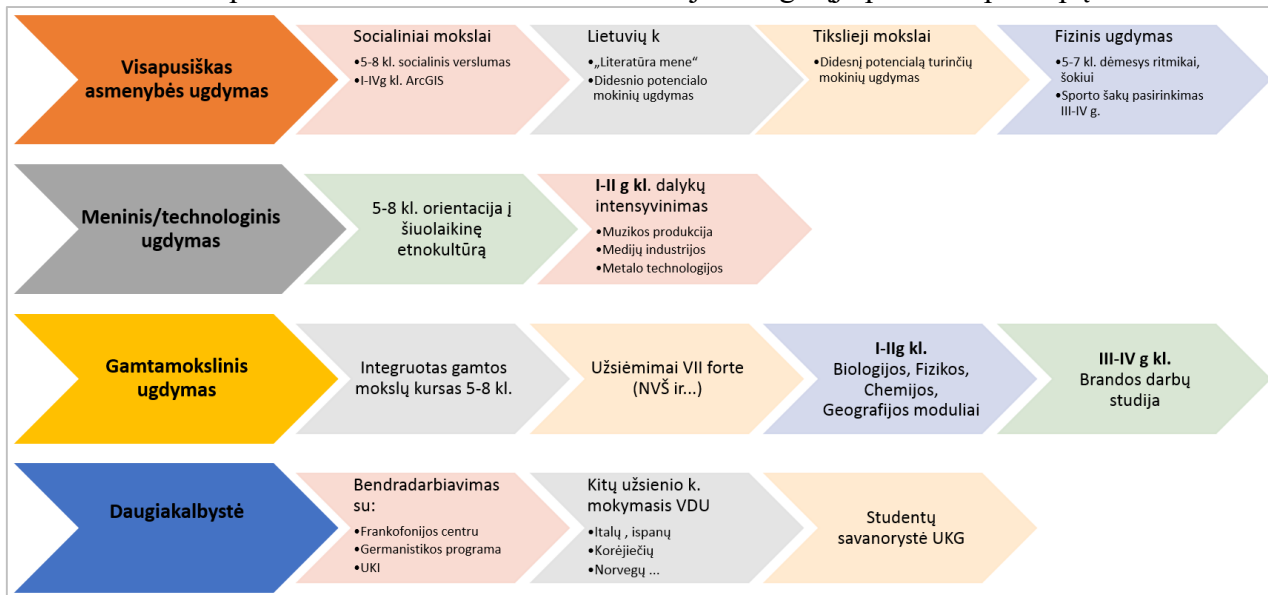 Visapusiškas
asmenybės ugdymas
Socialiniai mokslai
•5-8 kl. socialinis verslumas
•I-IVg kl. ArcGIS
Lietuvių k
•„Literatūra mene“
•Didesnio potencialo
mokinių ugdymas
Tikslieji mokslai
•Didesnį potencialą turinčių
mokinių ugdymas
Fizinis ugdymas
•5-7 kl. dėmesys ritmikai,
šokiui
•Sporto šakų pasirinkimas
III-IV g.
Meninis/technologinis
ugdymas
5-8 kl. orientacija į
šiuolaikinę
etnokultūrą
I-II g kl. dalykų
intensyvinimas
•Muzikos produkcija
•Medijų industrijos
•Metalo technologijos
Gamtamokslinis
ugdymas
Integruotas gamtos
mokslų kursas 5-8 kl.
Užsiėmimai VII forte
(NVŠ ir...)
I-IIg kl.
Biologijos, Fizikos,
Chemijos,
Geografijos moduliai
III-IV g kl.
Brandos darbų
studija
Daugiakalbystė
Bendradarbiavimas
su:
•Frankofonijos centru
•Germanistikos programa
•UKI
Kitų užsienio k.
mokymasis VDU
•Italų , ispanų
•Korėjiečių
•Norvegų ...
Studentų
savanorystė UKG